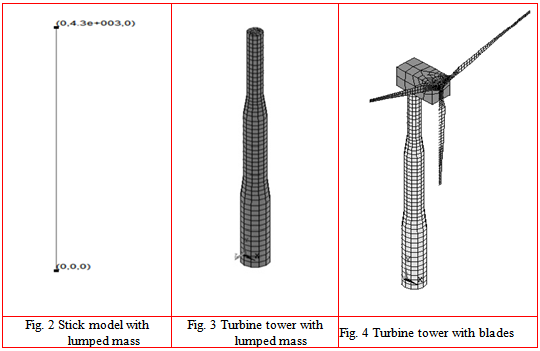 (0,4.3e+003,0)
(0,0,0)
Fig. 2 Stick model with
lumped mass
Fig. 3 Turbine tower with
lumped mass
Fig. 4 Turbine tower with blades